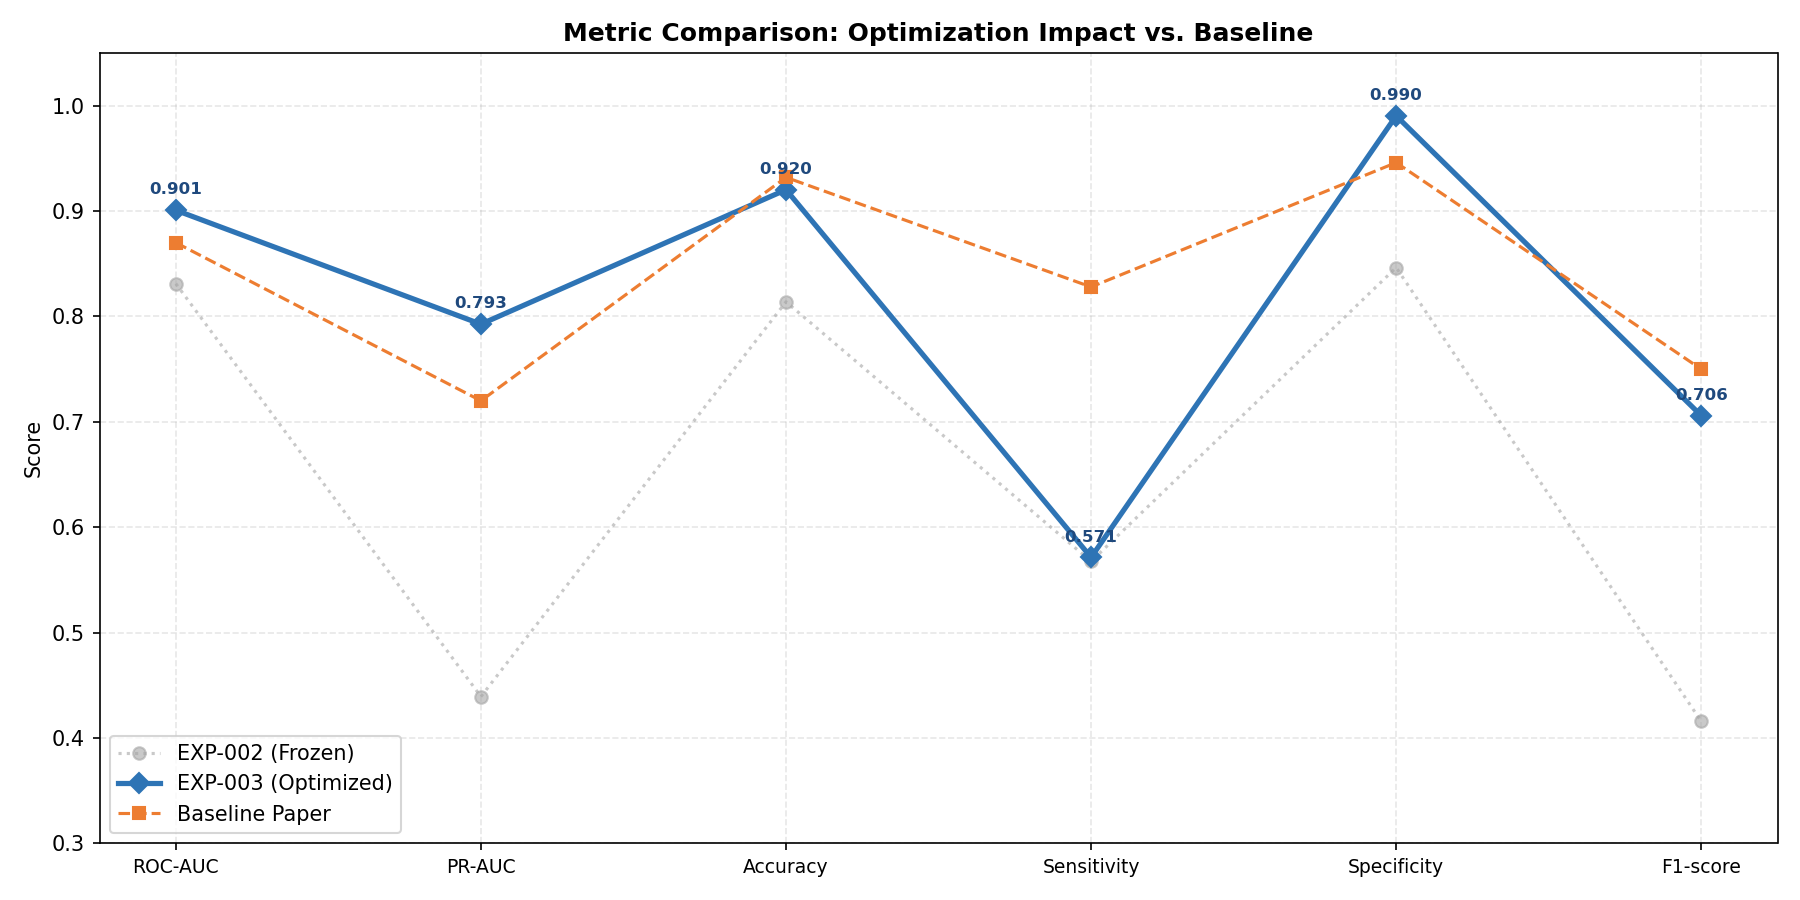 Metric Comparison: Optimization Impact vs. Baseline
1.0
0.9
0.8
0.7
0.6
0.5
0.4
0.3
Score
0.901
0.793
0.920
0.571
0.990
0.706
EXP-002 (Frozen)
EXP-003 (Optimized)
Baseline Paper
ROC-AUC
PR-AUC
Accuracy
Sensitivity
Specificity
F1-score